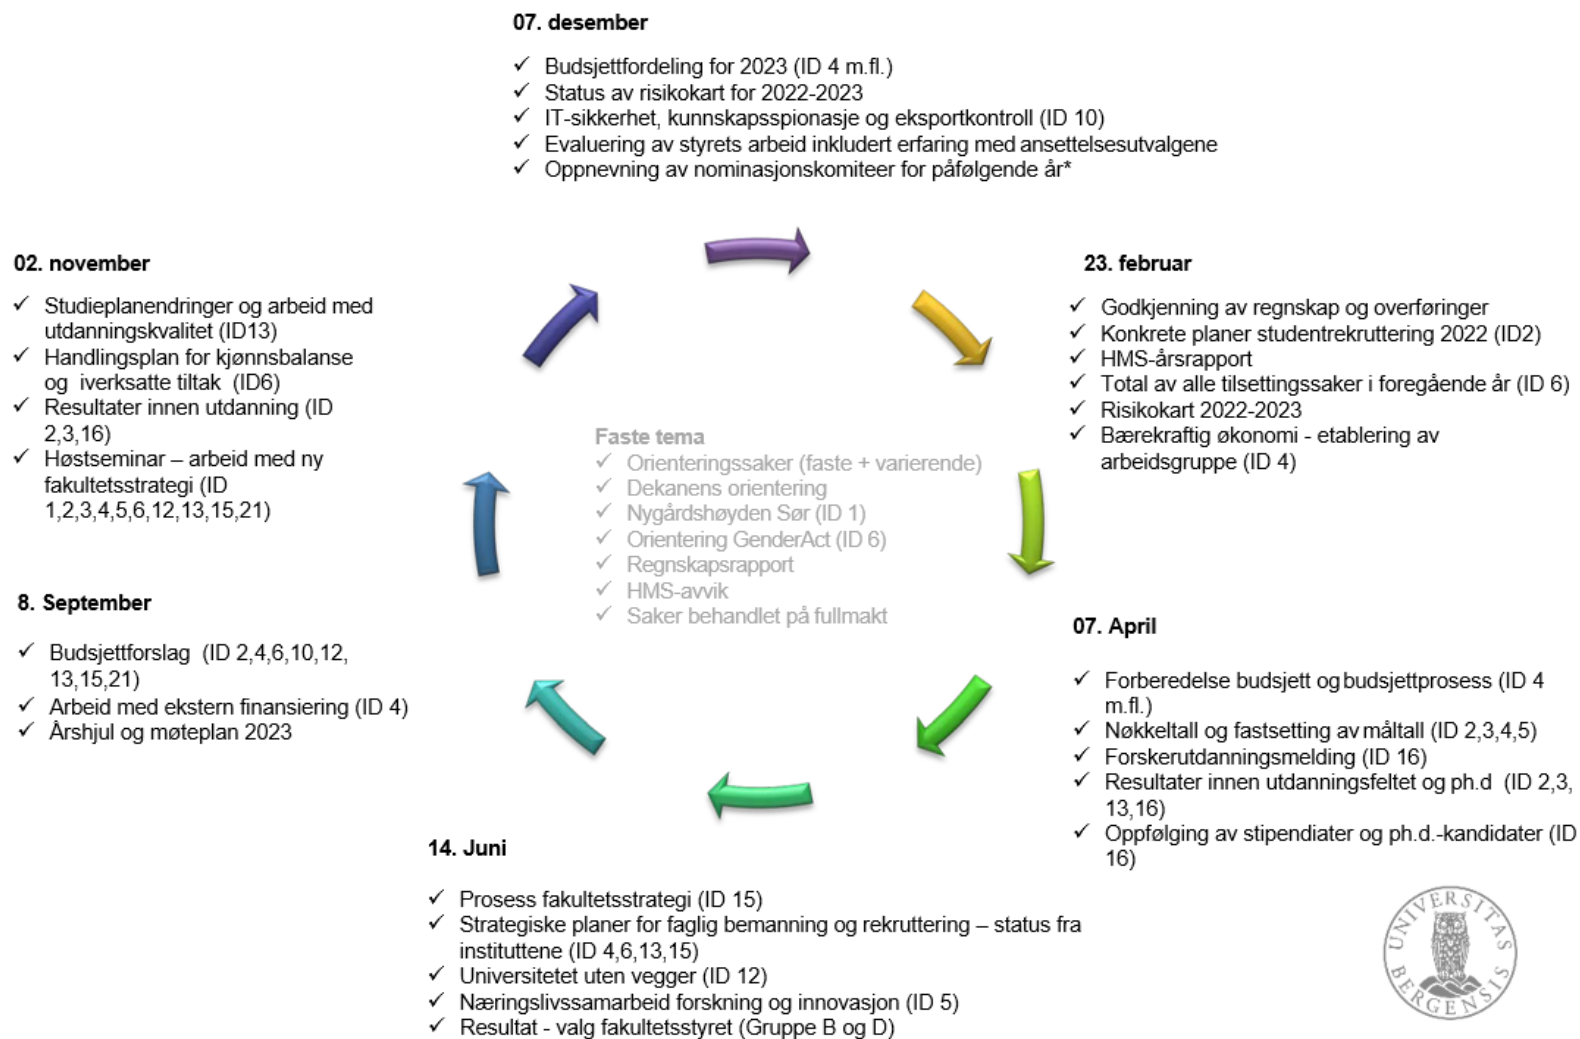 07. desember
✓ Budsjettfordeling for 2023 (ID 4 m.fl.)
✓ Status av risikokart for 2022-2023
✓ IT-sikkerhet, kunnskapsspionasje og eksportkontroll (ID 10)
✓ Evaluering av styrets arbeid inkludert erfaring med ansettelsesutvalgene
✓ Oppnevning av nominasjonskomiteer for påfølgende år*
23. februar
✓ Godkjenning av regnskap og overføringer
✓ Konkrete planer studentrekruttering 2022 (ID2)
✓ HMS-årsrapport
✓ Total av alle tilsettingssaker i foregående år (ID 6)
✓ Risikokart 2022-2023
✓ Bærekraftig økonomi - etablering av
arbeidsgruppe (ID 4)
07. April
✓ Forberedelse budsjett og budsjettprosess (ID 4
m.fl.)
✓ Nøkkeltall og fastsetting av måltall (ID 2,3,4,5)
✓ Forskerutdanningsmelding (ID 16)
✓ Resultater innen utdanningsfeltet og ph.d (ID 2,3,
13,16)
✓ Oppfølging av stipendiater og ph.d.-kandidater (ID
16)
14. Juni
✓ Prosess fakultetsstrategi (ID 15)
✓ Strategiske planer for faglig bemanning og rekruttering – status fra
instituttene (ID 4,6,13,15)
✓ Universitetet uten vegger (ID 12)
✓ Næringslivssamarbeid forskning og innovasjon (ID 5)
✓ Resultat - valg fakultetsstyret (Gruppe B og D)
8. September
✓ Budsjettforslag (ID 2,4,6,10,12,
13,15,21)
✓ Arbeid med ekstern finansiering (ID 4)
✓ Årshjul og møteplan 2023
02. november
✓ Studieplanendringer og arbeid med
utdanningskvalitet (ID13)
✓ Handlingsplan for kjønnsbalanse
og iverksatte tiltak (ID6)
✓ Resultater innen utdanning (ID
2,3,16)
✓ Høstseminar – arbeid med ny
fakultetsstrategi (ID
1,2,3,4,5,6,12,13,15,21)
Faste tema
✓ Orienteringssaker (faste + varierende)
✓ Dekanens orientering
✓ Nygårdshøyden Sør (ID 1)
✓ Orientering GenderAct (ID 6)
✓ Regnskapsrapport
✓ HMS-avvik
✓ Saker behandlet på fullmakt
UNIVERSITAS
BERGENSIS